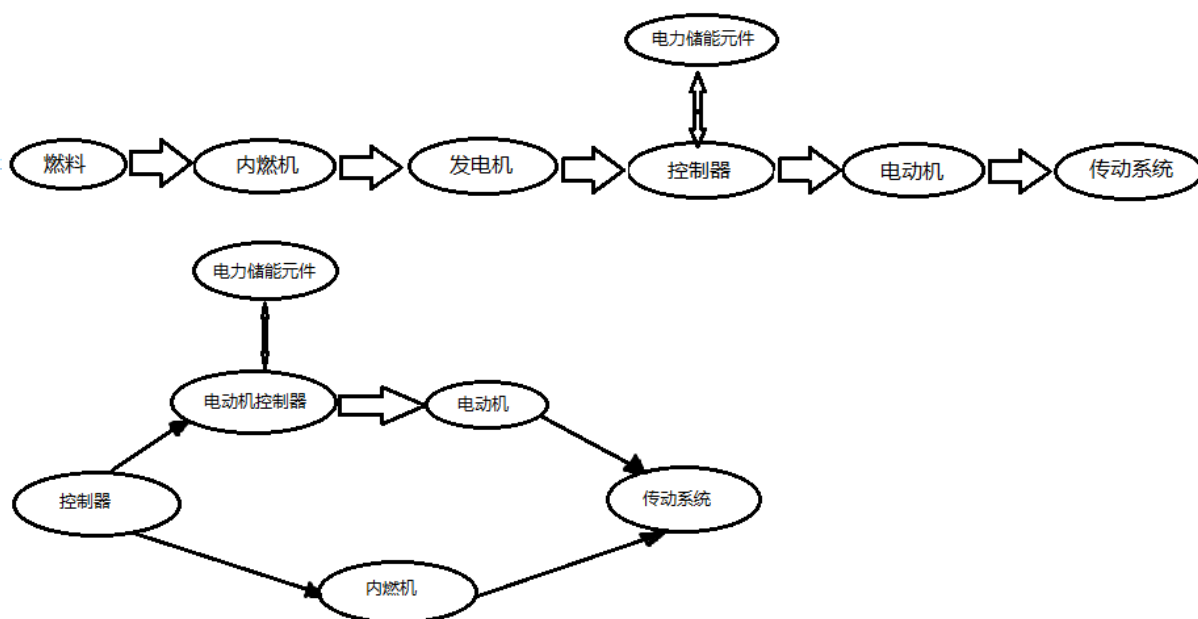 电力储能元件
燃料
内燃机
发电机
控制器
电动机
传动系统
电力储能元件
电动机控制器
电动机
控制器
传动系统
内燃机